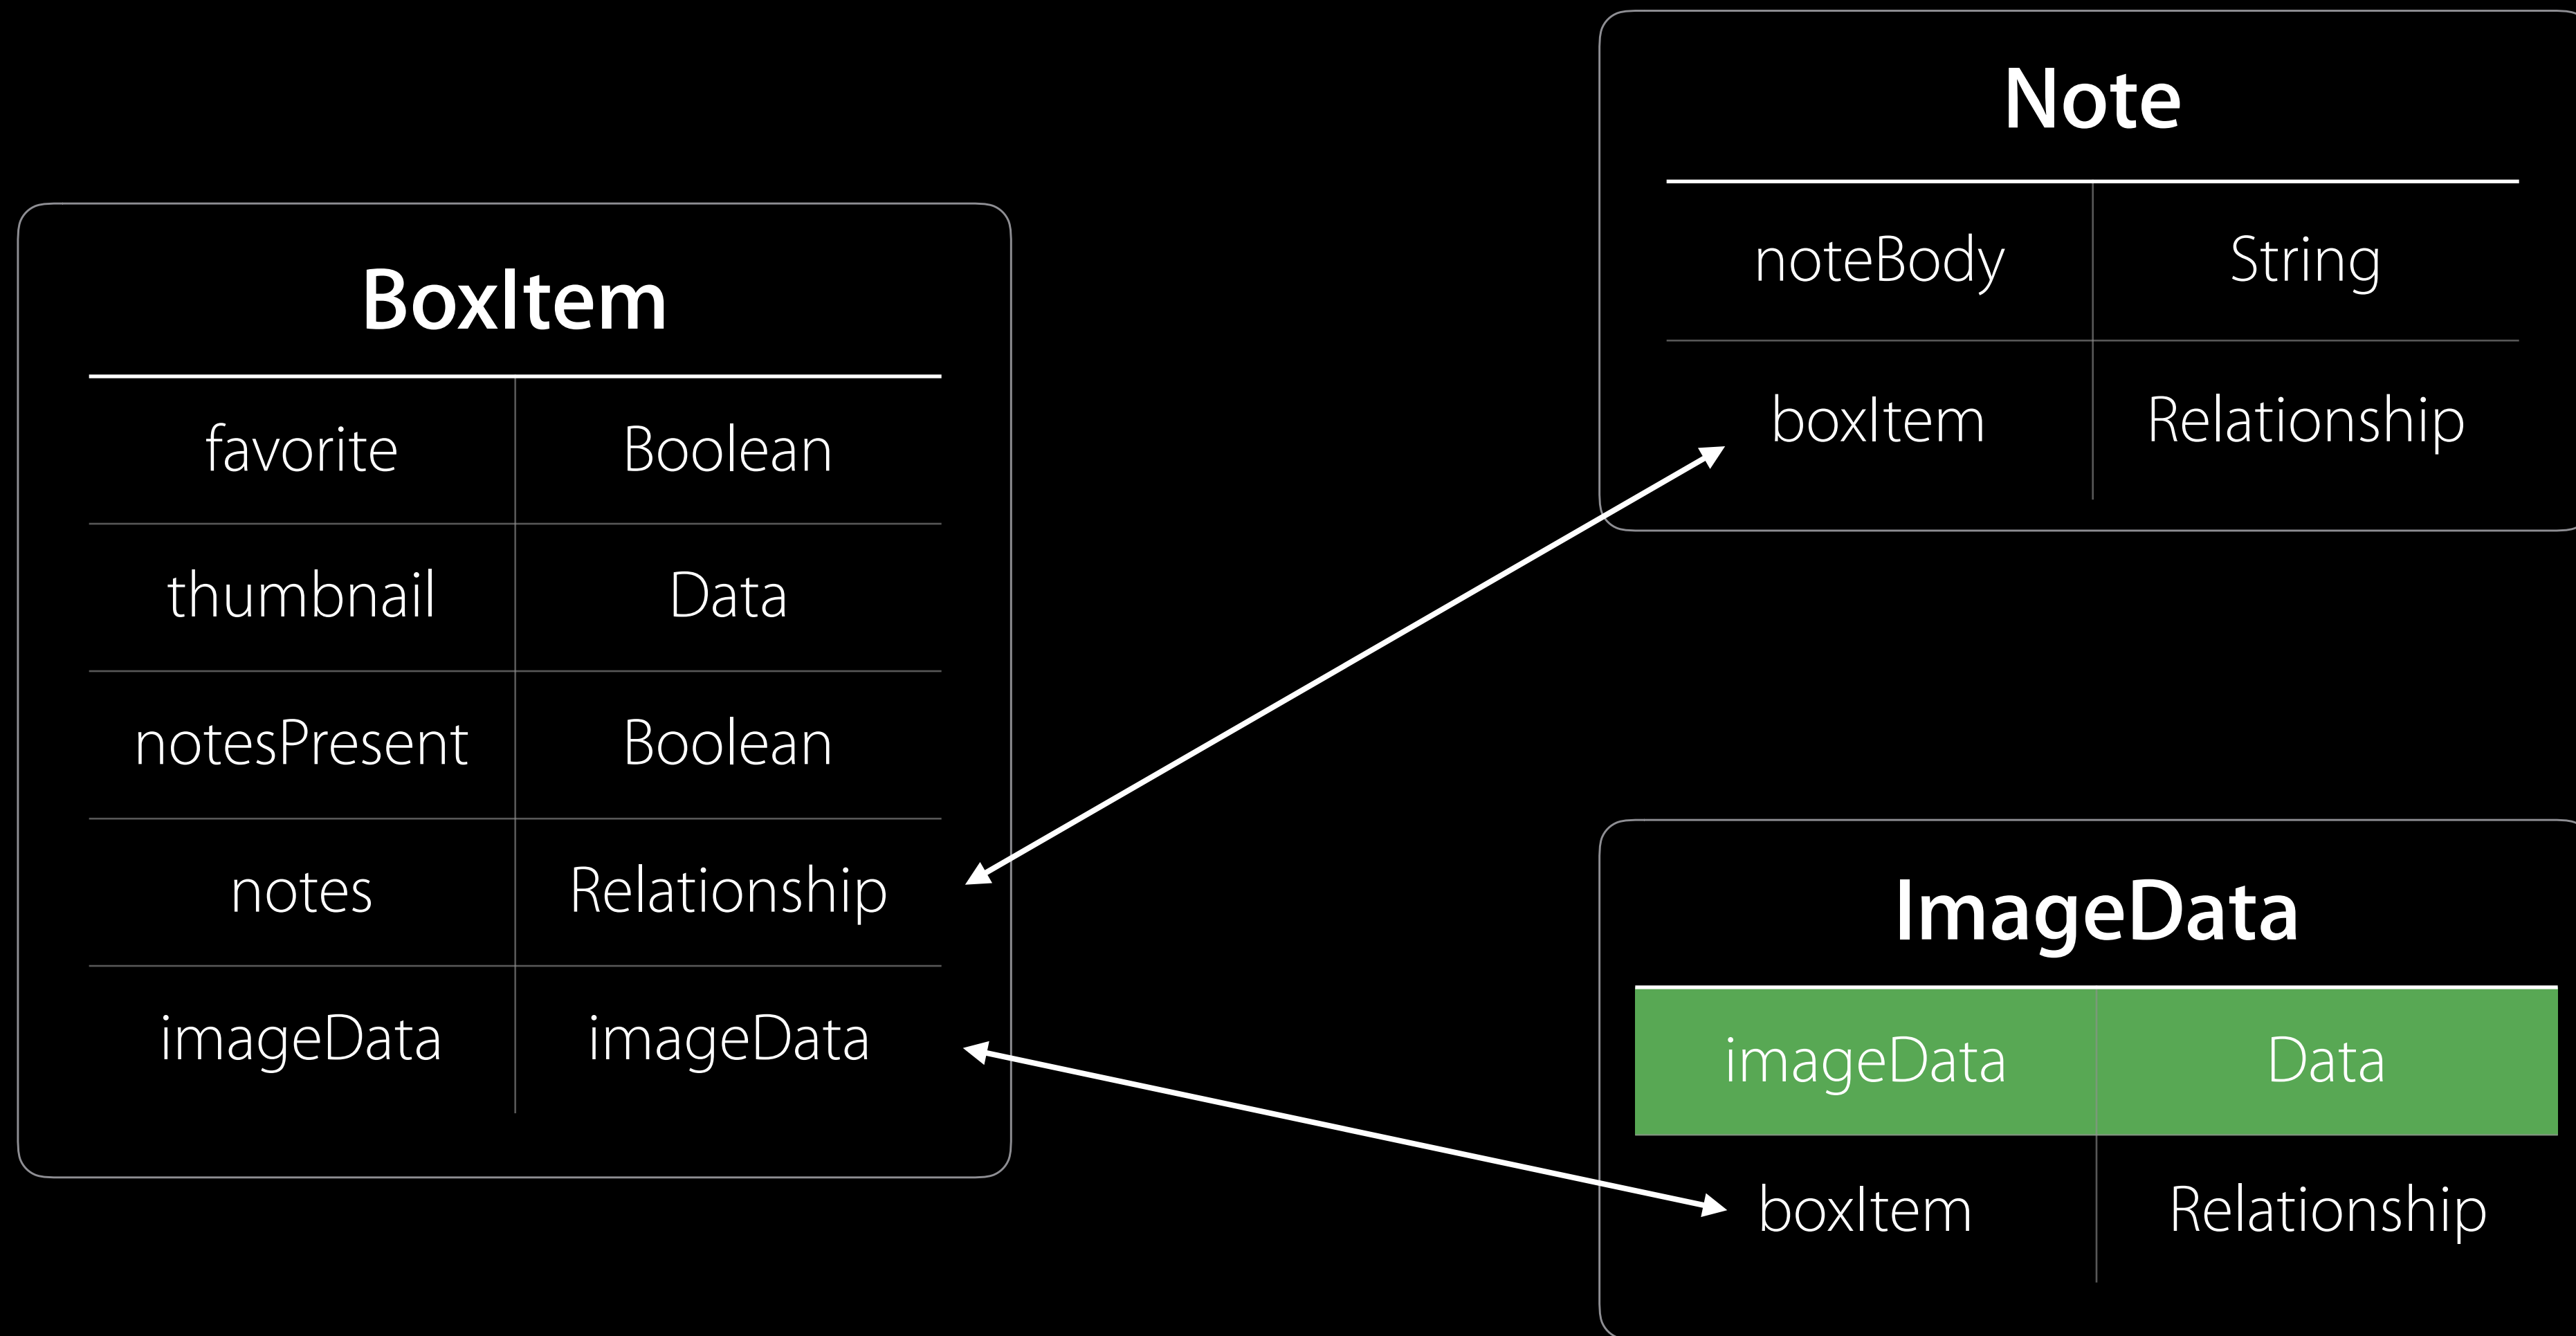 BoxItem
favorite Boolean
thumbnail Data
notesPresent Boolean
notes Relationship
imageData imageData
Note
noteBody String
boxItem Relationship
ImageData
imageData Data
boxItem Relationship